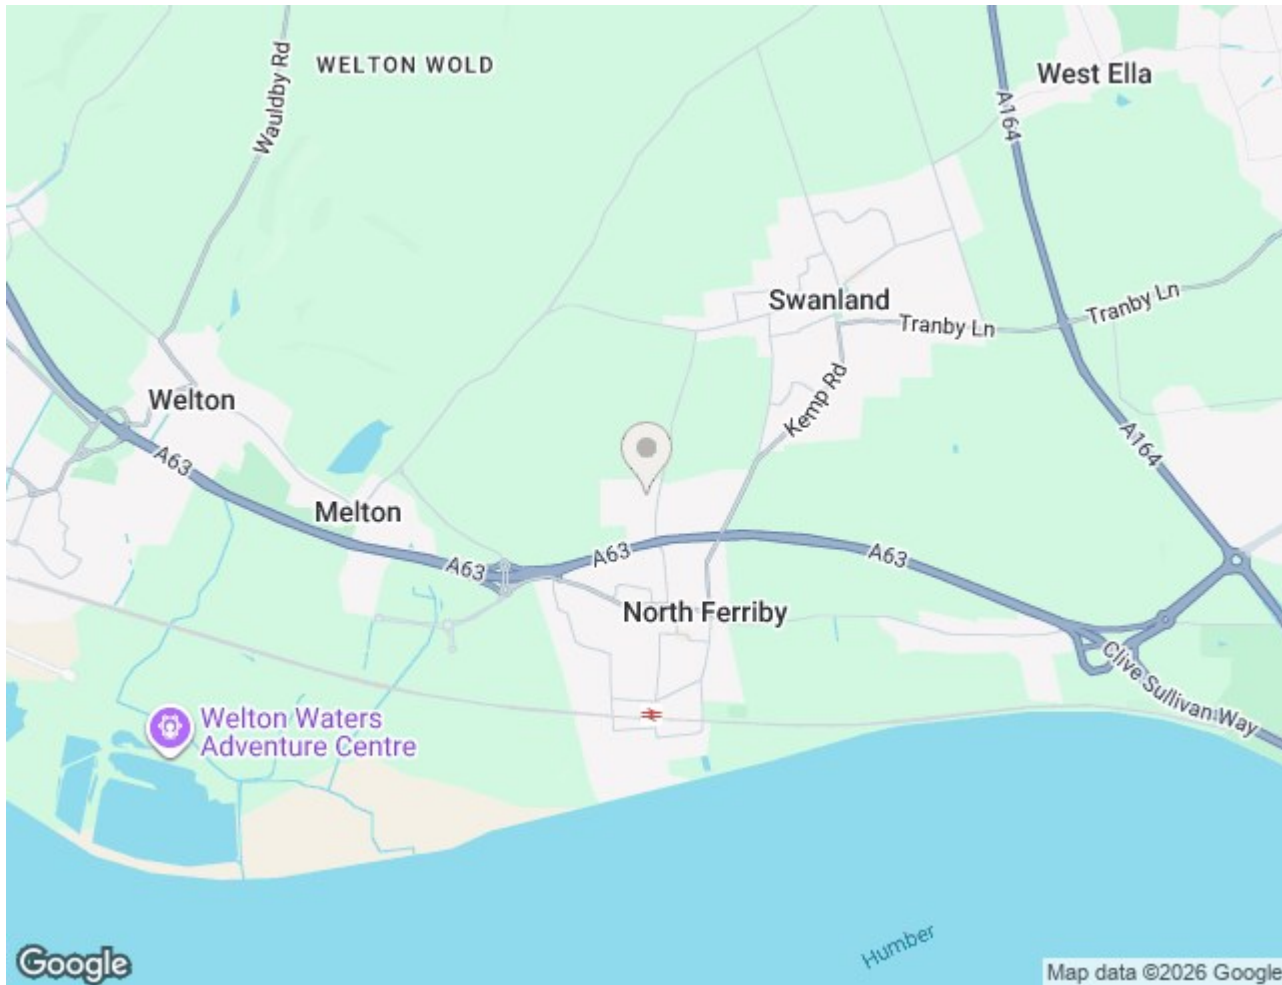 WELTON WOLD
West Ella
Wauldby Rd
A164
Swanland
Tranby Ln
Tranby Ln
Welton
Kemp Rd
A63
A164
Melton
A63
A63
A63
North Ferriby
Clive Sullivan Way
Welton Waters
Adventure Centre
Humber
Google
Map data ©2026 Google